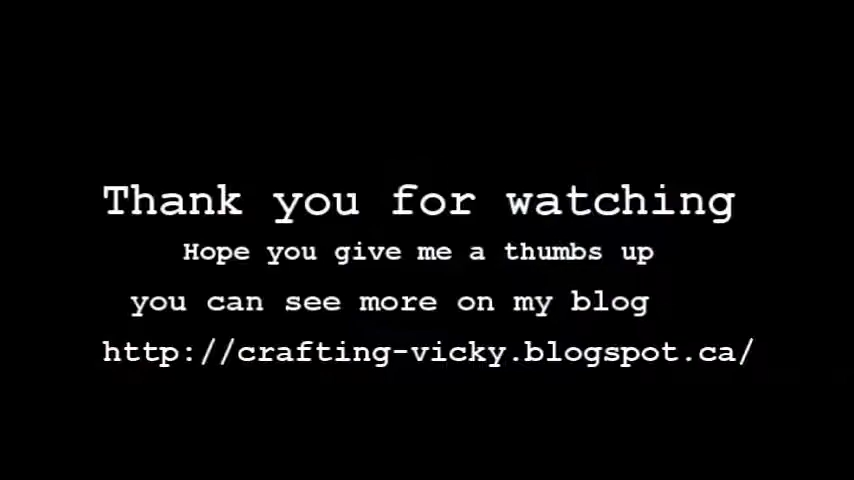 Thank you for watching
Hope you give me a thumbs up
you can see more on my blog
http://crafting-vicky.blogspot.ca/